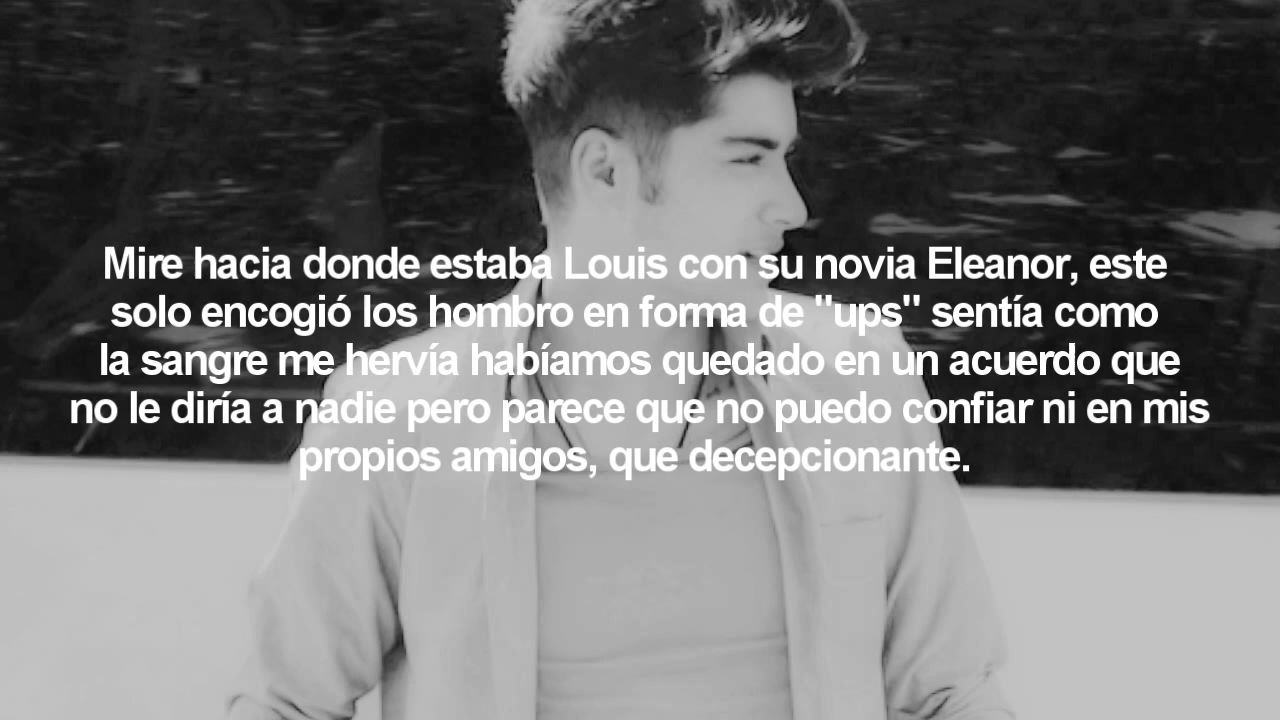 Mire hacia donde estaba Louis con su novia Eleanor, este
solo encogió los hombro en forma de "ups" sentía como
la sangre me hervía habíamos quedado en un acuerdo que
no le diría a nadie pero parece que no puedo confiar ni en mis
propios amigos, que decepcionante.